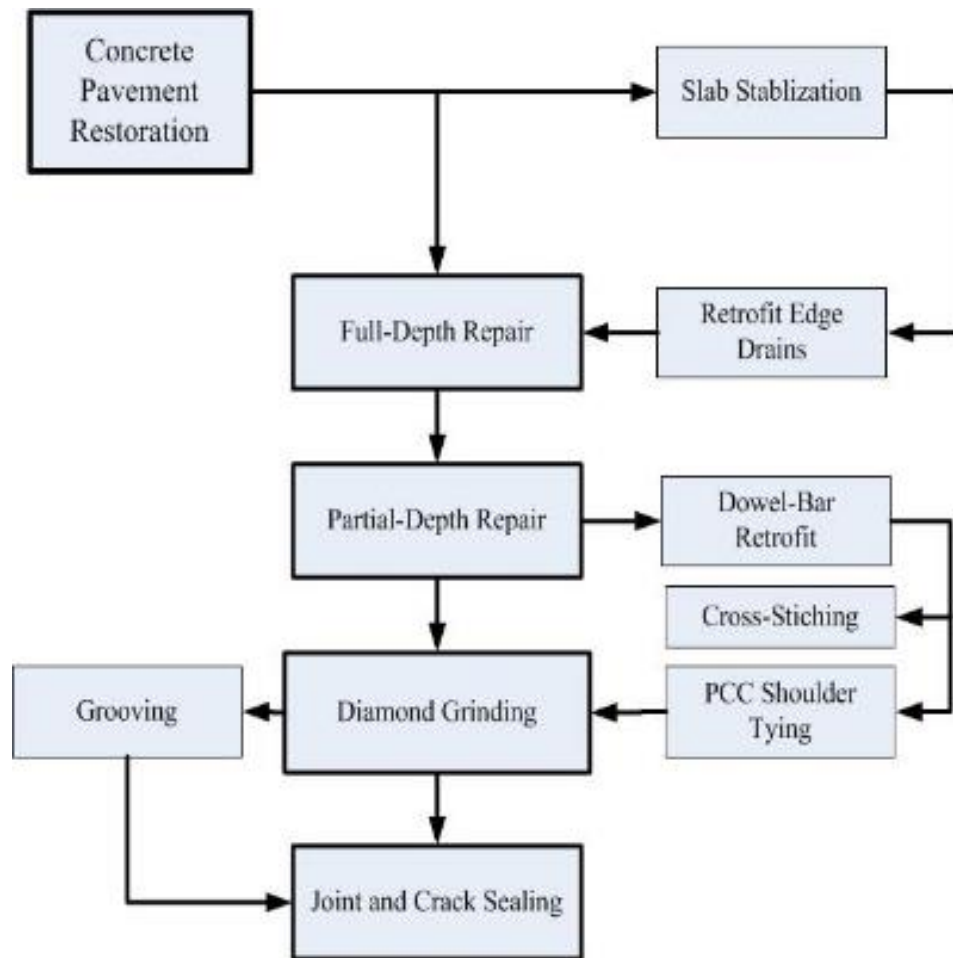 Concrete
Pavement
Restoration
Slab Stablization
Full-Depth Repair
Retrofit Edge
Drains
Partial-Depth Repair
Dowel-Bar
Retrofit
Cross-Stiching
Grooving
Diamond Grinding
PCC Shoulder
Tying
Joint and Crack Sealing